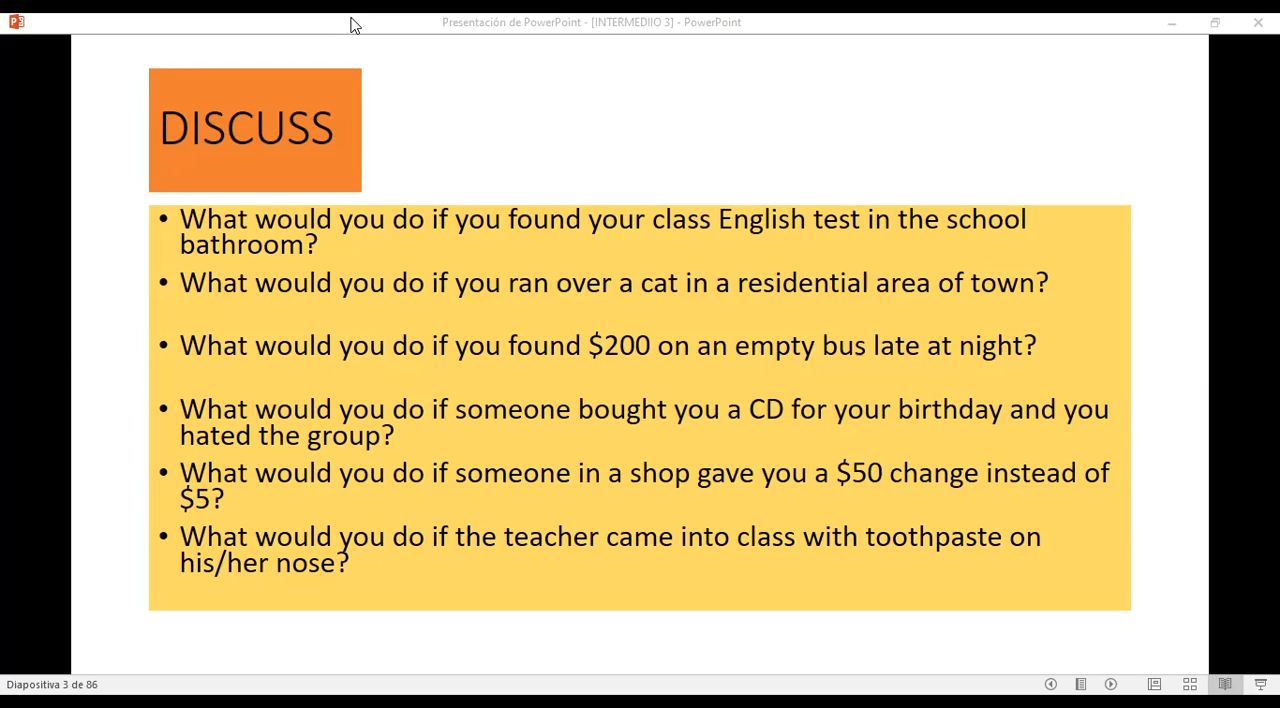 Presentación de PowerPoint - [INTERMEDIIO 3] - PowerPoint
DISCUSS
• What would you do if you found your class English test in the school
bathroom?
• What would you do if you ran over a cat in a residential area of town?
• What would you do if you found $200 on an empty bus late at night?
• What would you do if someone bought you a CD for your birthday and you
hated the group?
• What would you do if someone in a shop gave you a $50 change instead of
$5?
• What would you do if the teacher came into class with toothpaste on
his/her nose?
Diapositiva 3 de 86